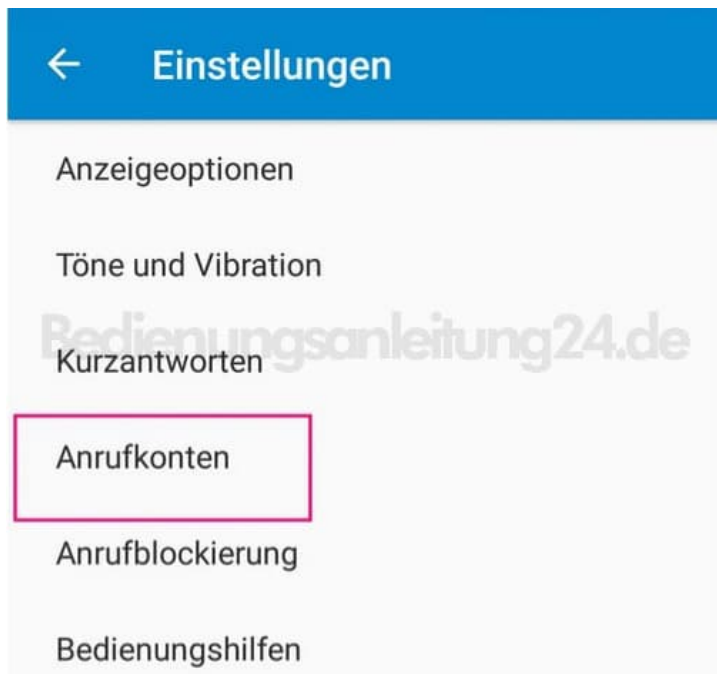 Einstellungen
Anzeigeoptionen
Töne und Vibration
Bedienungsanleitung24.de
Kurzantworten
Anrufkonten
Anrufblockierung
Bedienungshilfen